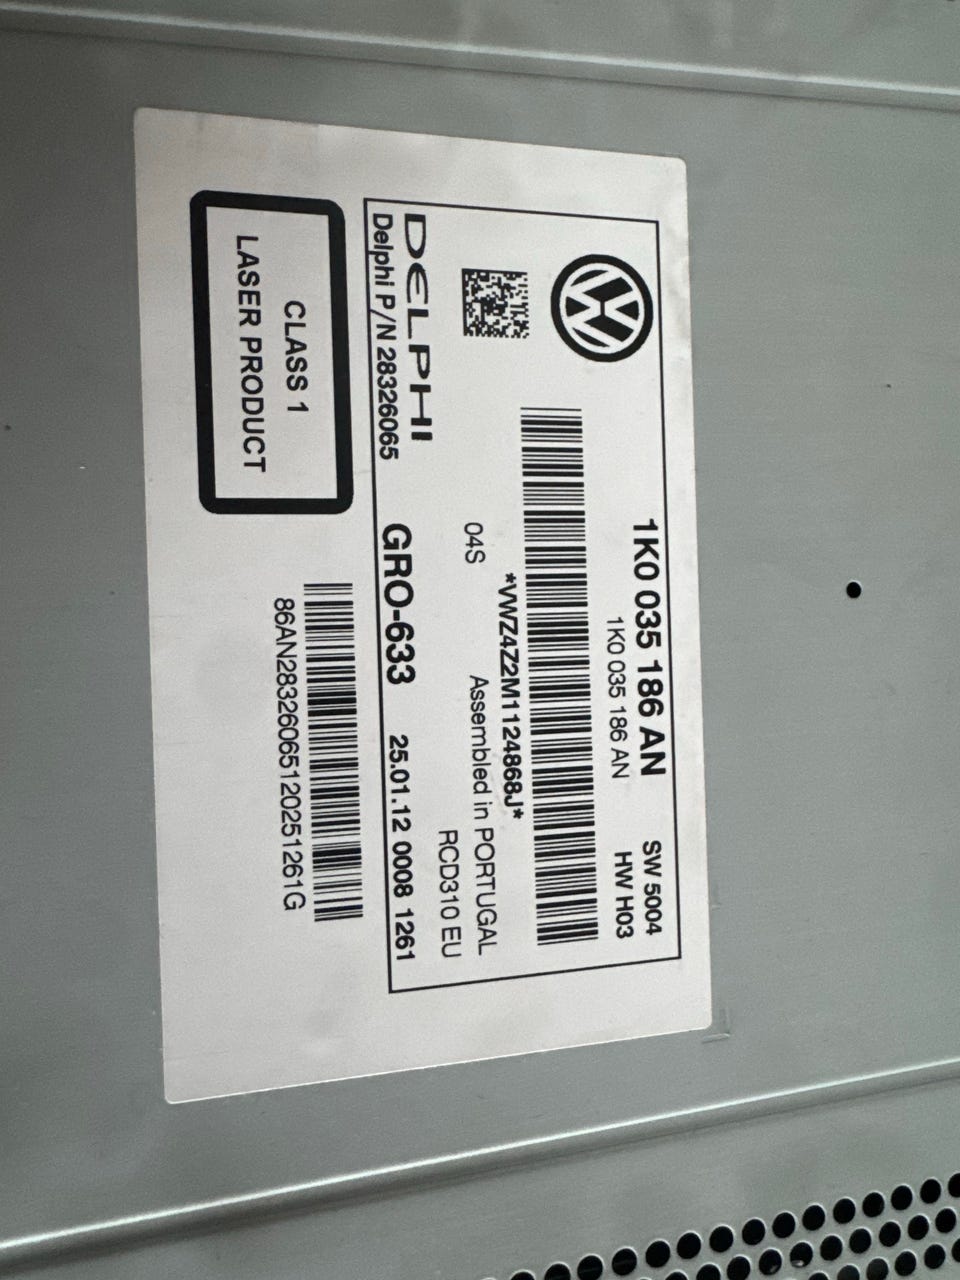 1K0 035 186 AN
SW 5004
1K0 035 186 AN
HW H03
*VWZ4Z2M1124868J*
04S
Assembled in PORTUGAL
RCD310 EU
DELPHI
Delphi P/N 28326065
GRO-633
25.01.12 0008 1261
CLASS 1
LASER PRODUCT
86AN28326065120251261G